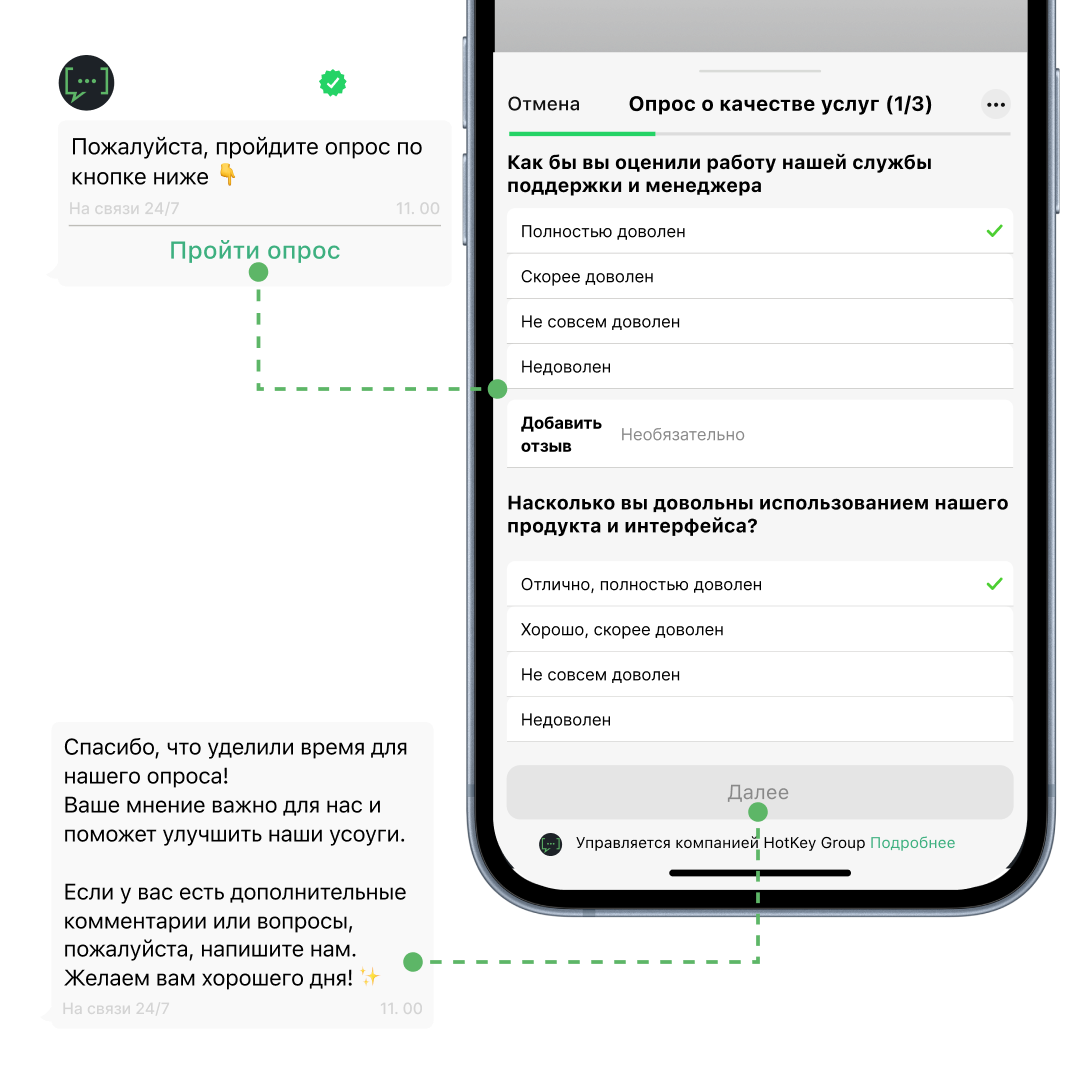 Пожалуйста, пройдите опрос по
кнопке ниже 👇
На связи 24/7
11. 00
Пройти опрос
Отмена
Опрос о качестве услуг (1/3)
Как бы вы оценили работу нашей службы
поддержки и менеджера
Полностью доволен
Скорее доволен
Не совсем доволен
Недоволен
Добавить
отзыв
Необязательно
Насколько вы довольны использованием нашего
продукта и интерфейса?
Отлично, полностью доволен
Хорошо, скорее доволен
Не совсем доволен
Недоволен
Далее
Управляется компанией HotKey Group Подробнее
Спасибо, что уделили время для
нашего опроса!
Ваше мнение важно для нас и
поможет улучшить наши усоуги.
Если у вас есть дополнительные
комментарии или вопросы,
пожалуйста, напишите нам.
Желаем вам хорошего дня! ✨
На связи 24/7
11. 00